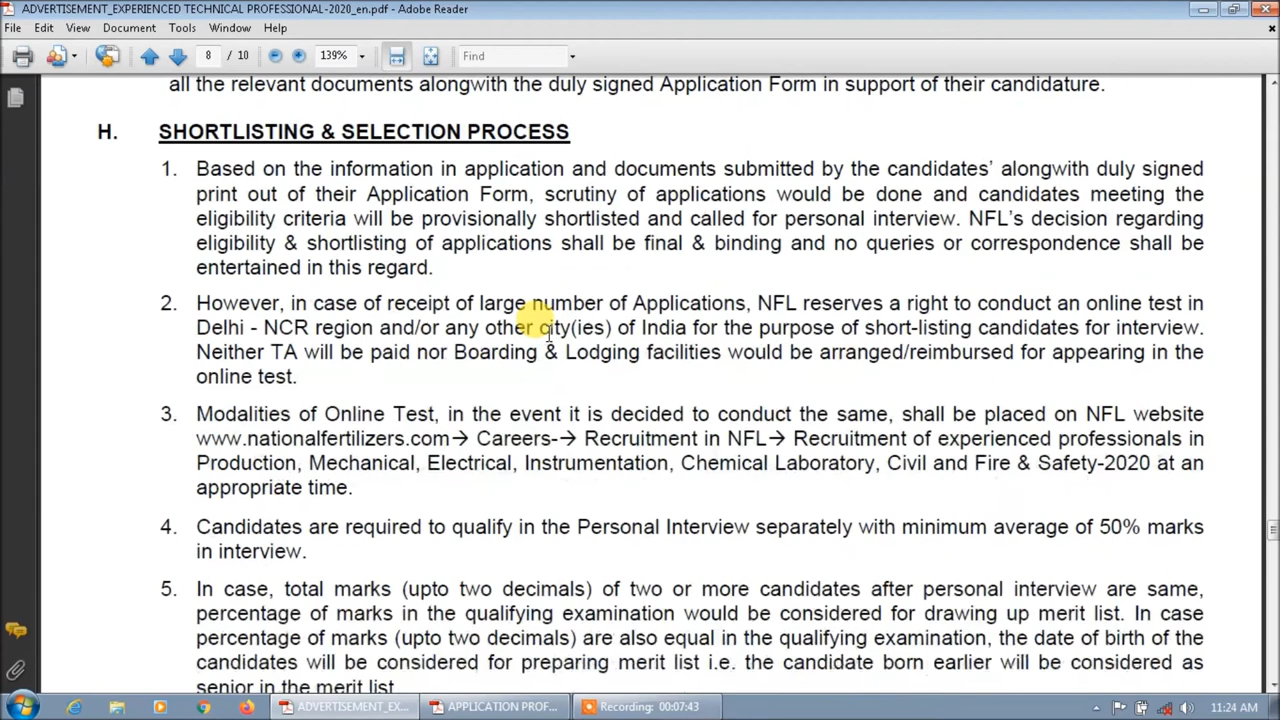 ADVERTISEMENT_EXPERIENCED TECHNICAL PROFESSIONAL-2020_en.pdf - Adobe Reader
File Edit View Document Tools Window Help
8 / 10 139% Find
all the relevant documents alongwith the duly signed Application Form in support of their candidature.
H. SHORTLISTING & SELECTION PROCESS
1. Based on the information in application and documents submitted by the candidates' alongwith duly signed
print out of their Application Form, scrutiny of applications would be done and candidates meeting the
eligibility criteria will be provisionally shortlisted and called for personal interview. NFL's decision regarding
eligibility & shortlisting of applications shall be final & binding and no queries or correspondence shall be
entertained in this regard.
2. However, in case of receipt of large number of Applications, NFL reserves a right to conduct an online test in
Delhi - NCR region and/or any other city(ies) of India for the purpose of short-listing candidates for interview.
Neither TA will be paid nor Boarding & Lodging facilities would be arranged/reimbursed for appearing in the
online test.
3. Modalities of Online Test, in the event it is decided to conduct the same, shall be placed on NFL website
www.nationalfertilizers.com→ Careers-→ Recruitment in NFL→ Recruitment of experienced professionals in
Production, Mechanical, Electrical, Instrumentation, Chemical Laboratory, Civil and Fire & Safety-2020 at an
appropriate time.
4. Candidates are required to qualify in the Personal Interview separately with minimum average of 50% marks
in interview.
5. In case, total marks (upto two decimals) of two or more candidates after personal interview are same,
percentage of marks in the qualifying examination would be considered for drawing up merit list. In case
percentage of marks (upto two decimals) are also equal in the qualifying examination, the date of birth of the
candidates will be considered for preparing merit list i.e. the candidate born earlier will be considered as
senior in the merit list
ADVERTISEMENT_EX... APPLICATION PROF... Recording: 00:07:43 11:24 AM